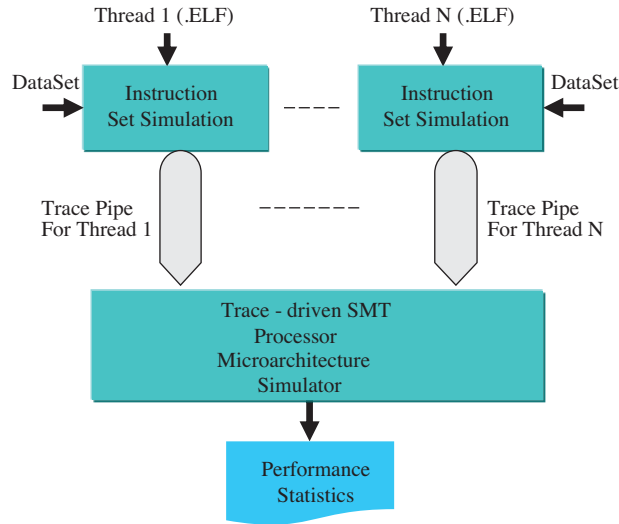 Thread 1 (.ELF)
Thread N (.ELF)
DataSet
Instruction
Set Simulation
Instruction
Set Simulation
DataSet
Trace Pipe
For Thread 1
Trace Pipe
For Thread N
Trace - driven SMT
Processor
Microarchitecture
Simulator
Performance
Statistics